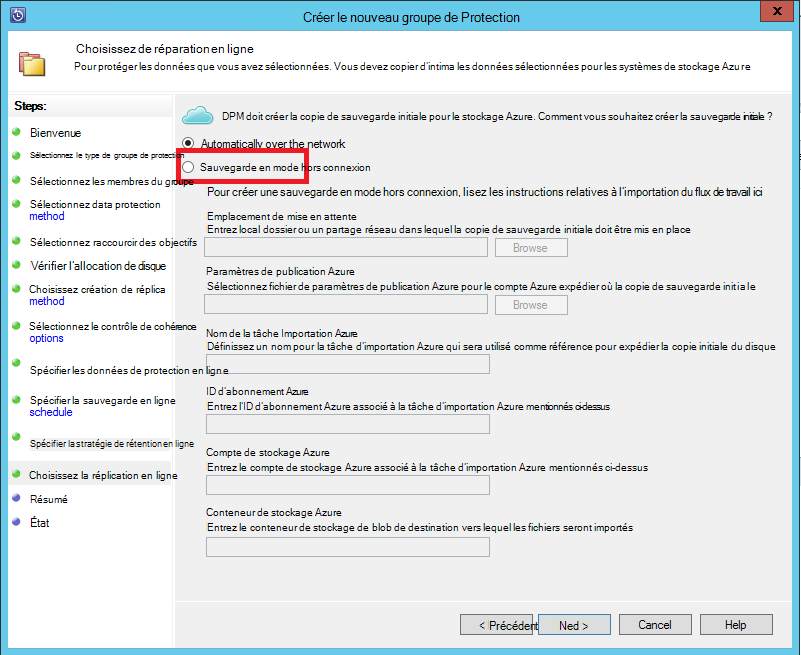 Créer le nouveau groupe de Protection
X
Choisissez de réparation en ligne
Pour protéger les données que vous avez sélectionnées. Vous devez copier d'intima les données sélectionnées pour les systèmes de stockage Azure
Steps:
Bienvenue
Sélectionnez le type de groupe de protection
Sélectionnez les membres du groupe
Sélectionnez data protection
method
Sélectionnez raccourcir des objectifs
Vérifier l'allocation de disque
Choisissez création de réplica
method
Sélectionnez le contrôle de cohérence
options
Spécifier les données de protection en ligne
Spécifier la sauvegarde en ligne
schedule
Spécifier la stratégie de rétention en ligne
Choisissez la réplication en ligne
Résumé
État
DPM doit créer la copie de sauvegarde initiale pour le stockage Azure. Comment vous souhaitez créer la sauvegarde initiale ?
Automatically over the network
Sauvegarde en mode hors connexion
Pour créer une sauvegarde en mode hors connexion, lisez les instructions relatives à l'importation du flux de travail ici
Emplacement de mise en attente
Entrez local dossier ou un partage réseau dans lequel la copie de sauvegarde initiale doit être mis en place
Browse
Paramètres de publication Azure
Sélectionnez fichier de paramètres de publication Azure pour le compte Azure expédier où la copie de sauvegarde initiale
Browse
Nom de la tâche Importation Azure
Définissez un nom pour la tâche d'importation Azure qui sera utilisé comme référence pour expédier la copie initiale du disque
ID d'abonnement Azure
Entrez l'ID d'abonnement Azure associé à la tâche d'importation Azure mentionnés ci-dessus
Compte de stockage Azure
Entrez le compte de stockage Azure associé à la tâche d'importation Azure mentionnés ci-dessus
Conteneur de stockage Azure
Entrez le conteneur de stockage de blob de destination vers lequel les fichiers seront importés
< Précédent
Ned >
Cancel
Help